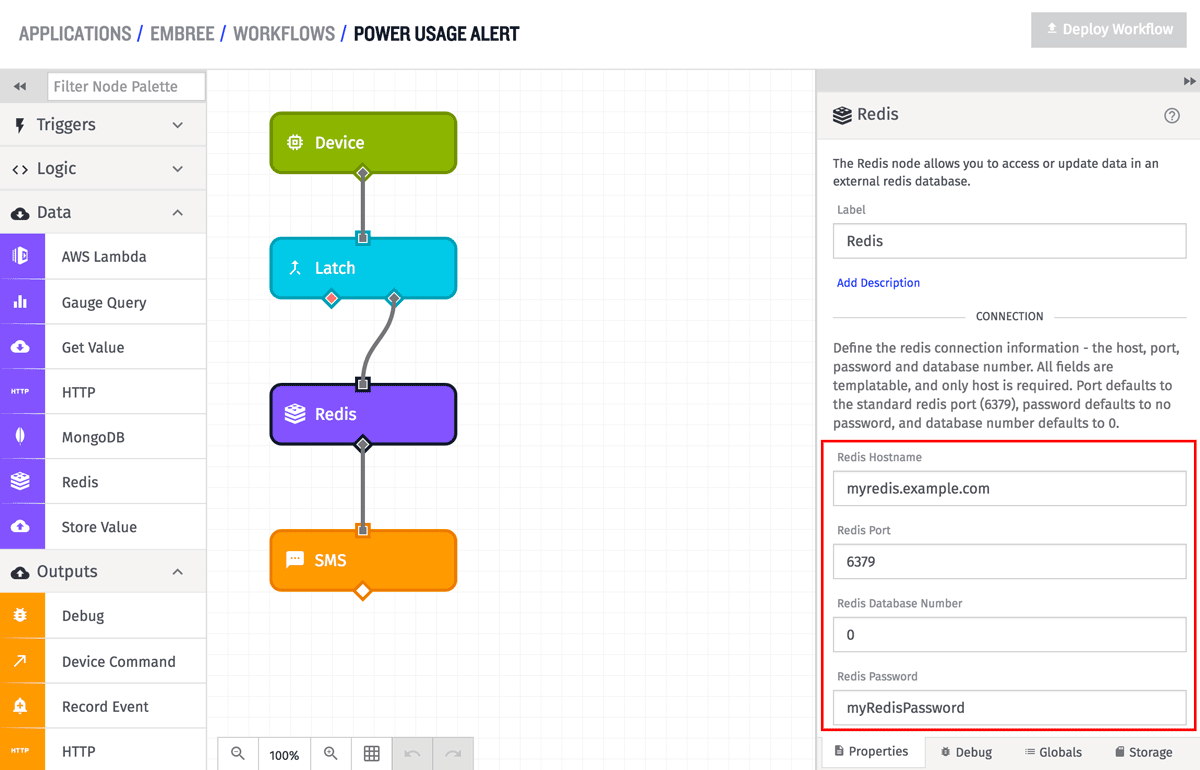 APPLICATIONS / EMBREE / WORKFLOWS / POWER USAGE ALERT
Deploy Workflow
Filter Node Palette
Triggers
Logic
Data
AWS Lambda
Gauge Query
Get Value
HTTP HTTP
MongoDB
Redis
Store Value
Outputs
Debug
Device Command
Record Event
HTTP HTTP
Device
Latch
Redis
SMS
100%
Redis
The Redis node allows you to access or update data in an
external redis database.
Label
Redis
Add Description
CONNECTION
Define the redis connection information - the host, port,
password and database number. All fields are
templatable, and only host is required. Port defaults to
the standard redis port (6379), password defaults to no
password, and database number defaults to 0.
Redis Hostname
myredis.example.com
Redis Port
6379
Redis Database Number
0
Redis Password
myRedisPassword
Properties Debug Globals Storage